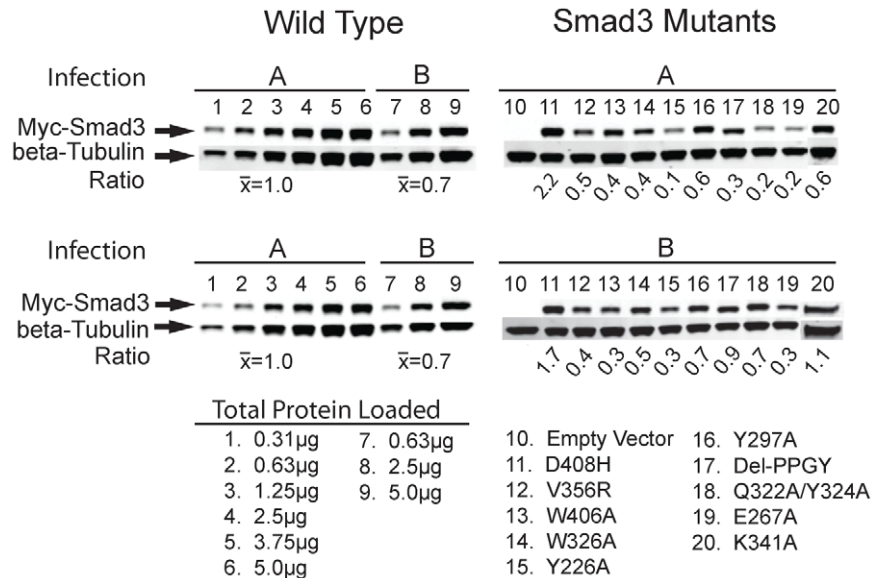 Wild Type Smad3 Mutants
Infection A B A
1 2 3 4 5 6 7 8 9 10 11 12 13 14 15 16 17 18 19 20
Myc-Smad3
beta-Tubulin
Ratio x̄=1.0 x̄=0.7 2.2 0.5 0.4 0.4 0.1 0.6 0.3 0.2 0.2 0.6
Infection A B B
1 2 3 4 5 6 7 8 9 10 11 12 13 14 15 16 17 18 19 20
Myc-Smad3
beta-Tubulin
Ratio x̄=1.0 x̄=0.7 1.7 0.4 0.3 0.5 0.3 0.7 0.9 0.7 0.3 1.1
Total Protein Loaded
1. 0.31µg 7. 0.63µg
2. 0.63µg 8. 2.5µg
3. 1.25µg 9. 5.0µg
4. 2.5µg
5. 3.75µg
6. 5.0µg
10. Empty Vector 16. Y297A
11. D408H 17. Del-PPGY
12. V356R 18. Q322A/Y324A
13. W406A 19. E267A
14. W326A 20. K341A
15. Y226A